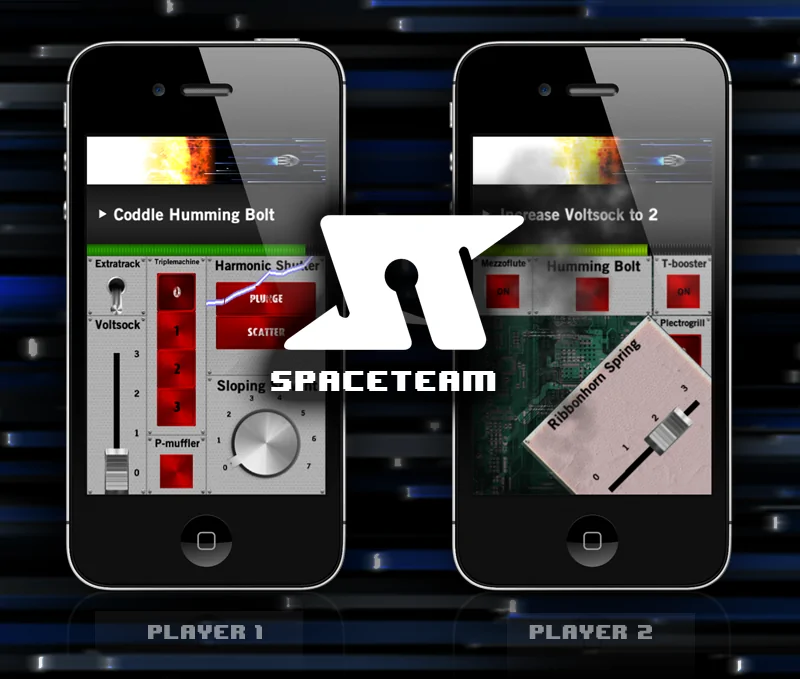 Coddle Humming Bolt
Extratrack
Triplemachine
Harmonic Shutter
0
1
2
3
PLUNGE
SCATTER
Voltsock
3
2
1
0
P-muffler
Sloping
0
1
2
3
4
5
6
7
Increase Voltsock to 2
Mezzoflute
ON
Humming Bolt
T-booster
ON
Plectrogrill
Ribbonhorn Spring
0
1
2
3
SPACETEAM
PLAYER 1
PLAYER 2